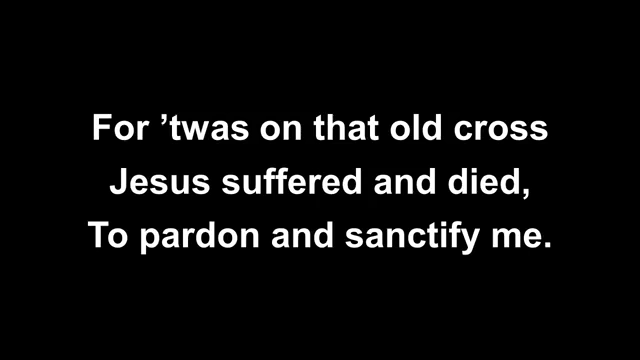 For ’twas on that old cross
Jesus suffered and died,
To pardon and sanctify me.